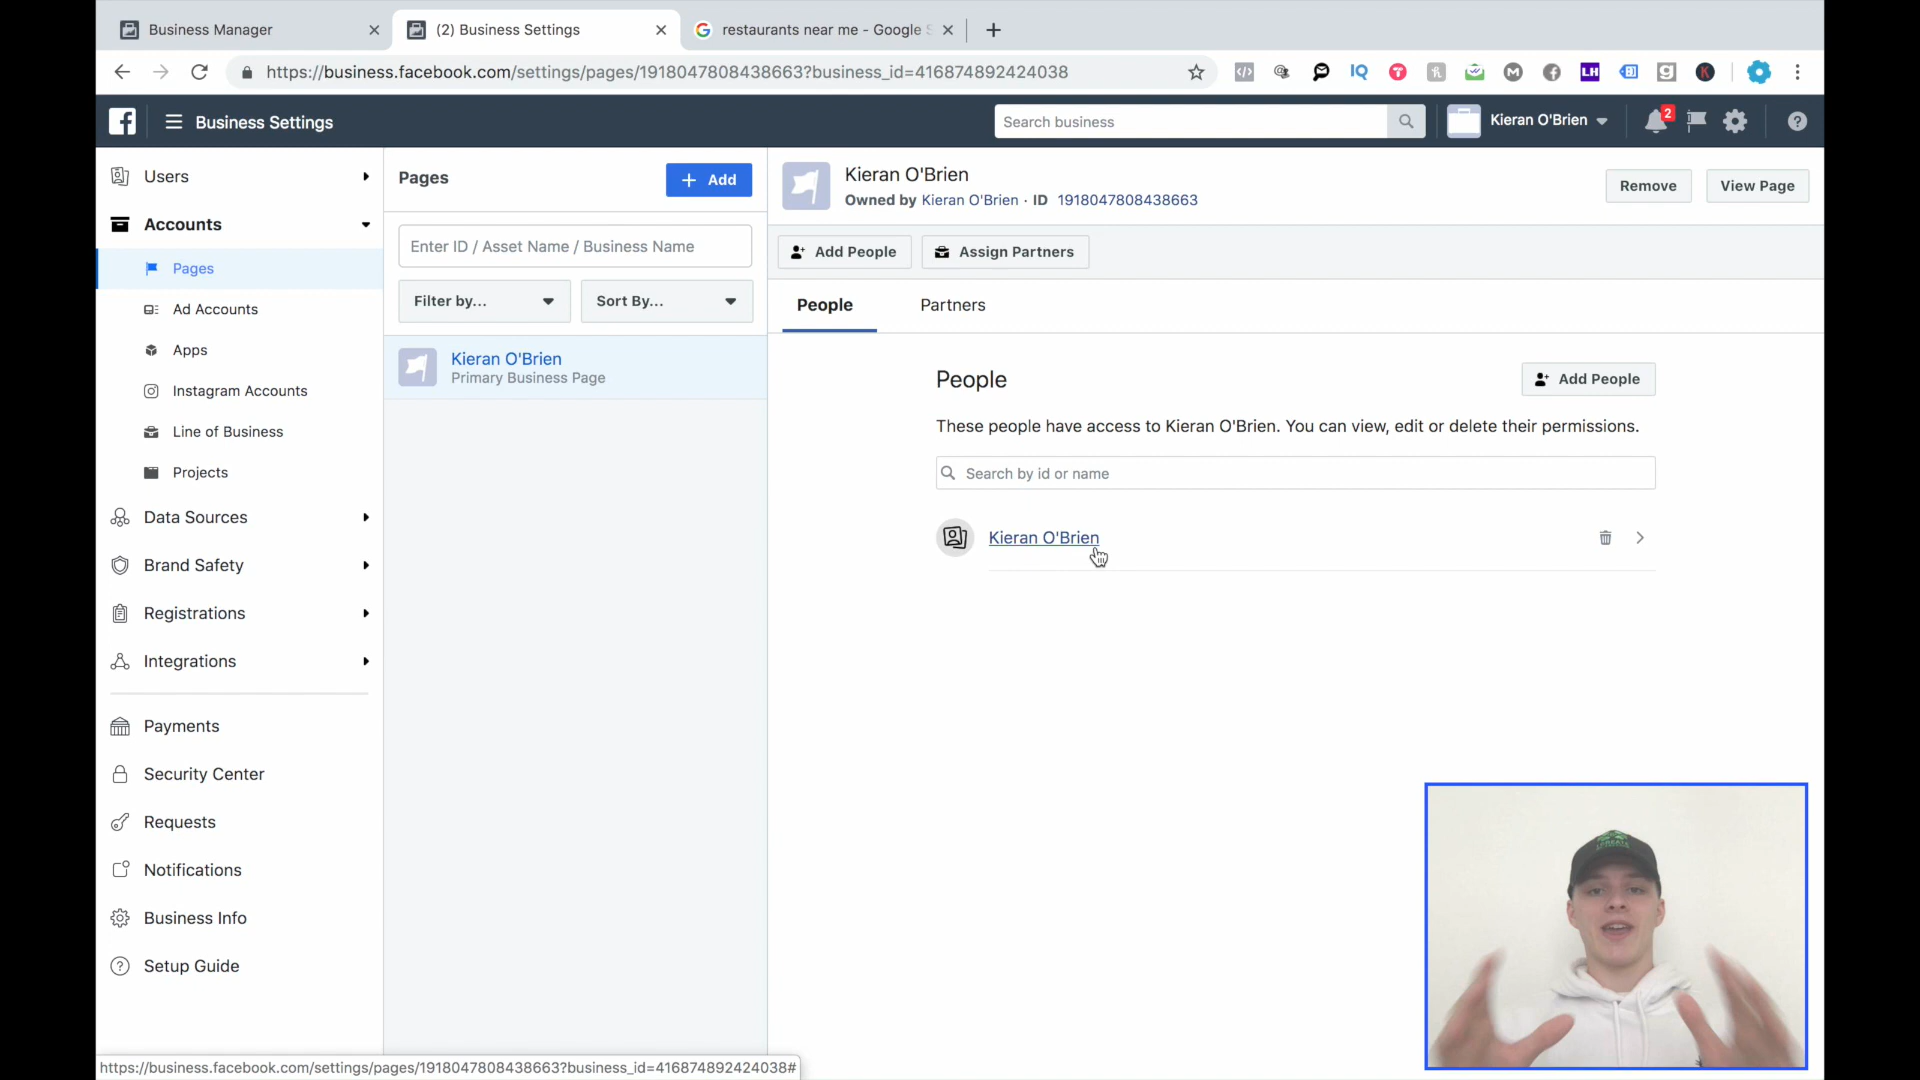 Business Manager
(2) Business Settings
restaurants near me - Google S
https://business.facebook.com/settings/pages/1918047808438663?business_id=416874892424038
IQ
LH
Business Settings
Search business
Kieran O'Brien
2
Users
Accounts
Pages
Ad Accounts
Apps
Instagram Accounts
Line of Business
Projects
Data Sources
Brand Safety
Registrations
Integrations
Payments
Security Center
Requests
Notifications
Business Info
Setup Guide
Pages
+ Add
Enter ID / Asset Name / Business Name
Filter by...
Sort By...
Kieran O'Brien
Primary Business Page
Kieran O'Brien
Owned by Kieran O'Brien · ID 1918047808438663
Remove
View Page
Add People
Assign Partners
People
Partners
People
Add People
These people have access to Kieran O'Brien. You can view, edit or delete their permissions.
Search by id or name
Kieran O'Brien
https://business.facebook.com/settings/pages/1918047808438663?business_id=416874892424038#